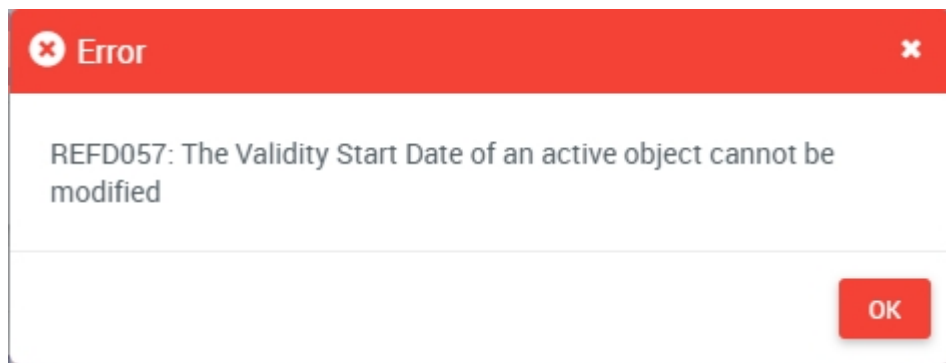 Error
REFD057: The Validity Start Date of an active object cannot be
modified
OK